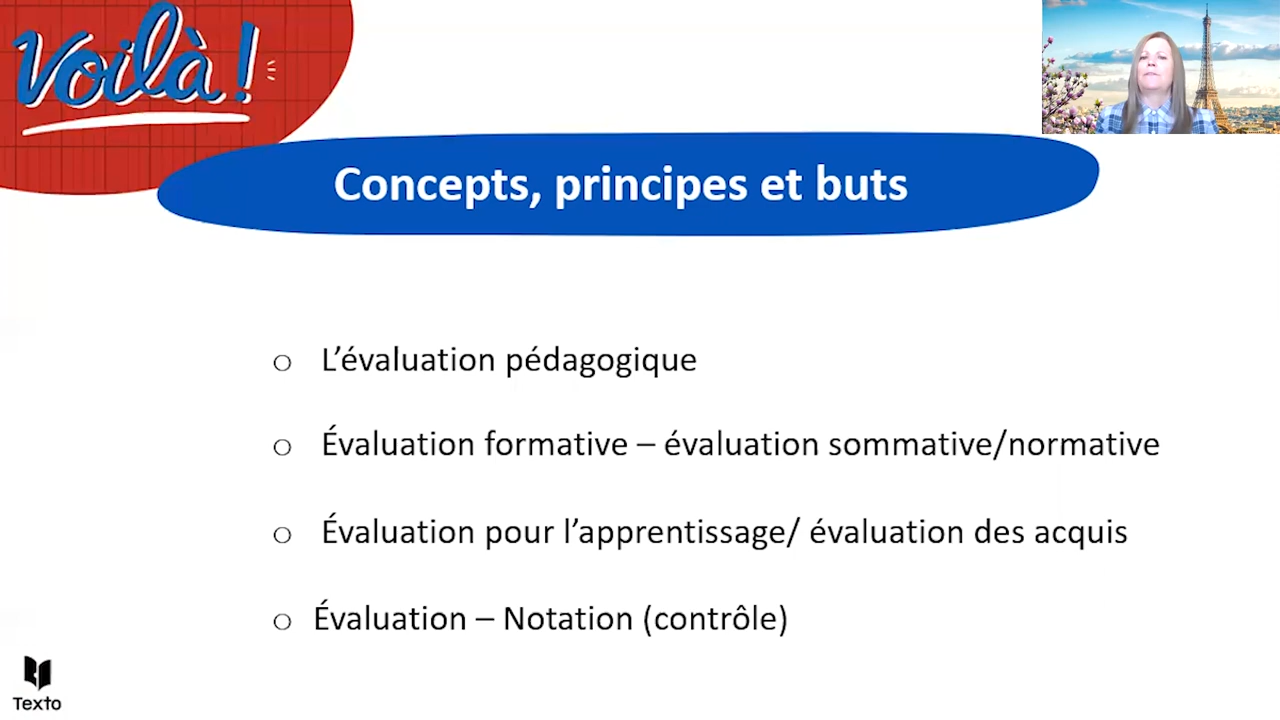 Voilà!
Concepts, principes et buts
o L’évaluation pédagogique
o Évaluation formative – évaluation sommative/normative
o Évaluation pour l’apprentissage/ évaluation des acquis
o Évaluation – Notation (contrôle)
Texto